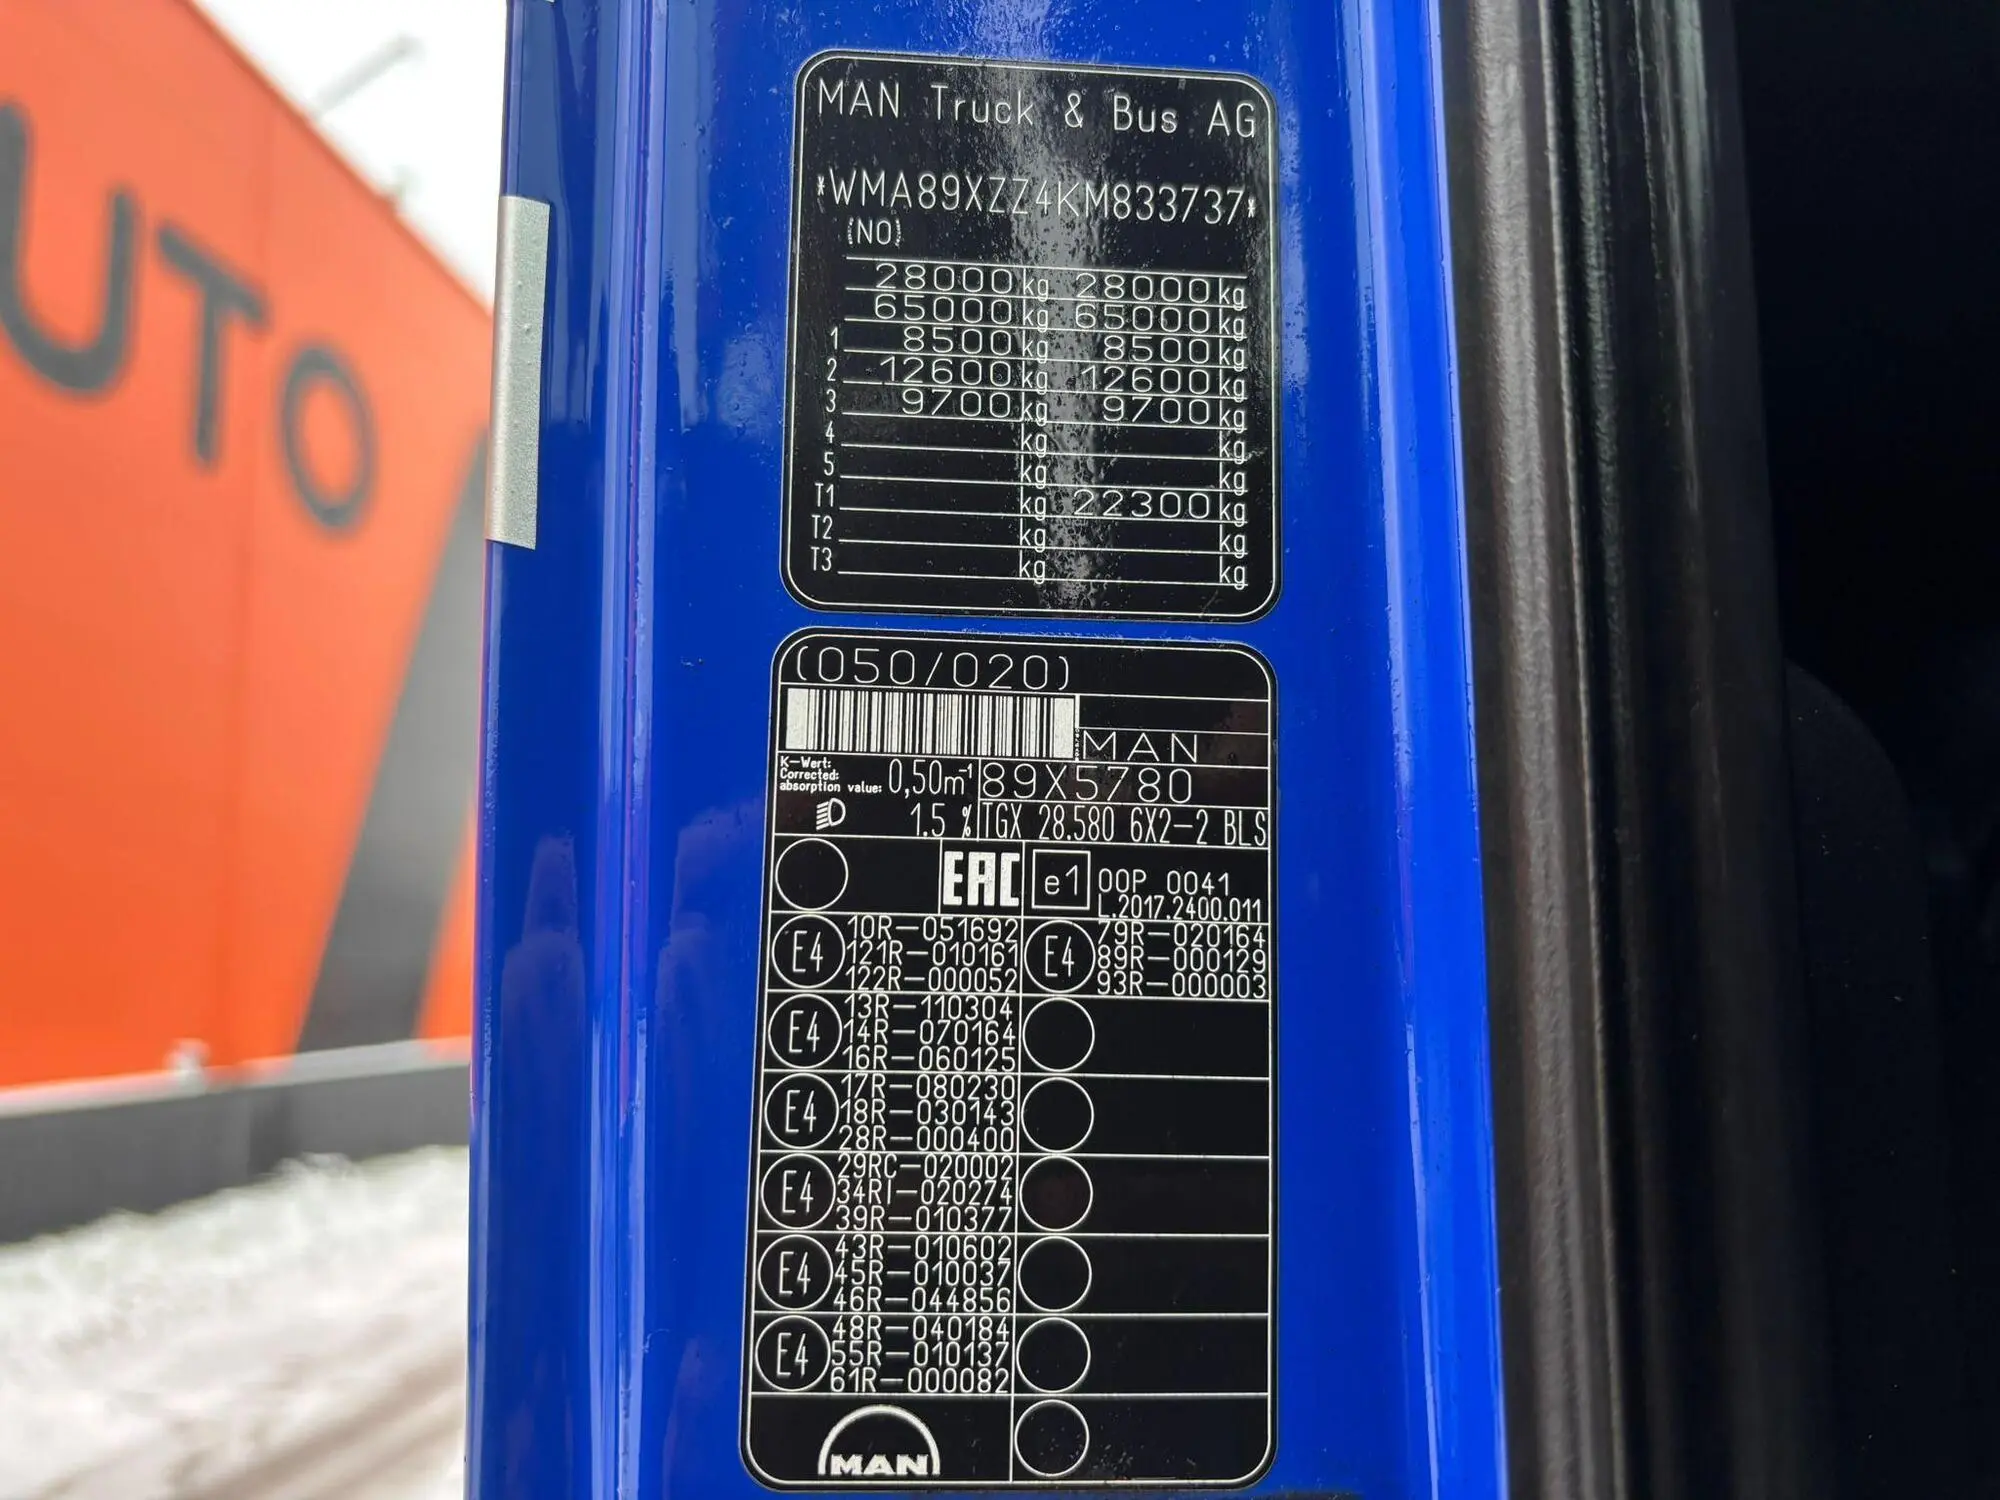 UTO
MAN Truck & Bus AG
*WMA89XZZ4KM833737*
(NO)
28000 kg 28000 kg
65000 kg 65000 kg
1 8500 kg 8500 kg
2 12600 kg 12600 kg
3 9700 kg 9700 kg
4 kg kg
5 kg kg
T1 kg 22300 kg
T2 kg kg
T3 kg kg
(050/020)
MAN
K-Wert:
Corrected:
absorption value: 0,50m⁻¹ 89X5780
1.5 % TGX 28.580 6X2-2 BLS
EAC e1 00P 0041
L.2017.2400.011
E4 10R-051692 E4 79R-020164
121R-010161 89R-000129
122R-000052 93R-000003
E4 13R-110304
14R-070164
16R-060125
E4 17R-080230
18R-030143
28R-000400
E4 29RC-020002
34RI-020274
39R-010377
E4 43R-010602
45R-010037
46R-044856
E4 48R-040184
55R-010137
61R-000082
MAN